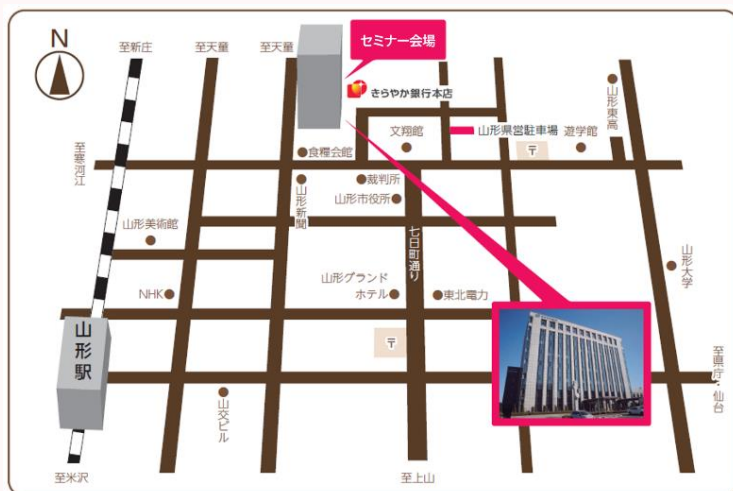 N
至新庄
至天童
至天童
セミナー会場
きらやか銀行本店
至寒河江
文翔館
山形県営駐車場
遊学館
山形東高
〒
食糧会館
山形新聞
裁判所
山形市役所
山形美術館
七日町通り
山形大学
NHK
山形グランド
ホテル
東北電力
山形駅
〒
至県庁・仙台
山交ビル
至米沢
至上山